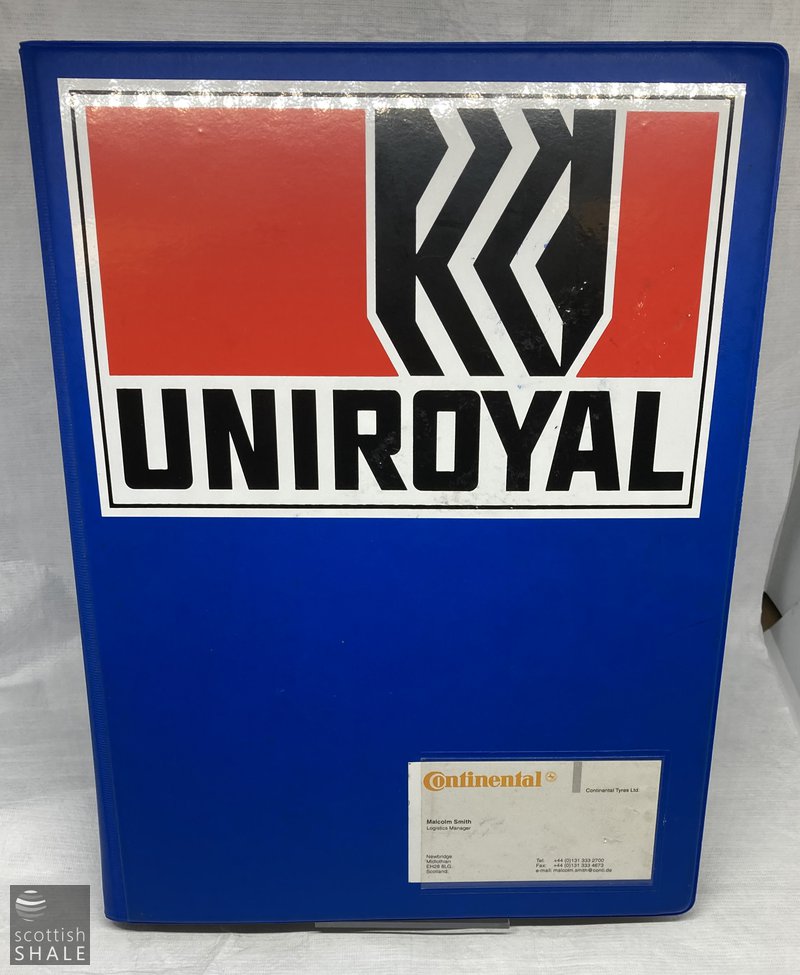 UNIROYAL
Continental
Continental Tyres Ltd.
Malcolm Smith
Logistics Manager
Newbridge
Midlothian
EH28 8LG.
Scotland.
Tel: +44 (0)131 333 2700
Fax: +44 (0)131 333 4673
e-mail: malcolm.smith@conti.de
scottish
SHALE